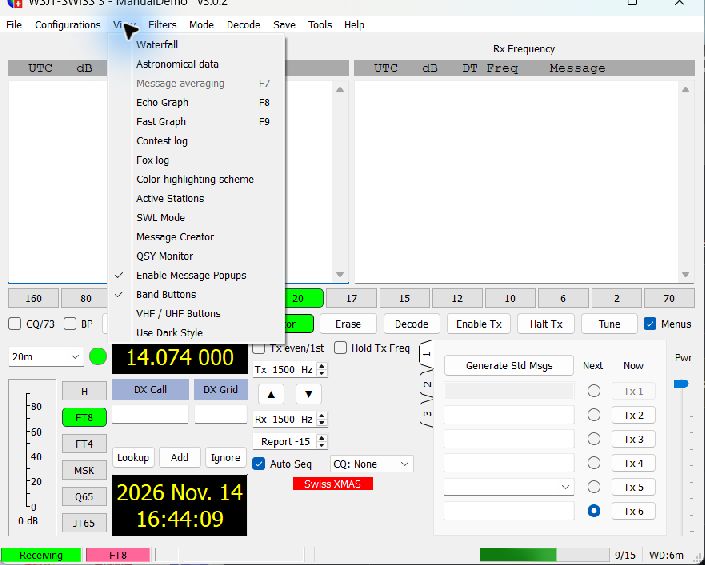 WSJT-SWISS S - ManualDemo v3.0.2
File Configurations View Filters Mode Decode Save Tools Help
Waterfall
Astronomical data
Message averaging F7
Echo Graph F8
Fast Graph F9
Contest log
Fox log
Color highlighting scheme
Active Stations
SWL Mode
Message Creator
QSY Monitor
Enable Message Popups
Band Buttons
VHF / UHF Buttons
Use Dark Style
Rx Frequency
UTC dB
UTC dB DT Freq Message
160 80 20 17 15 12 10 6 2 70
CQ/73 BP Erase Decode Enable Tx Halt Tx Tune Menus
20m
14.074 000
Tx even/1st Hold Tx Freq
Tx 1500 Hz
Rx 1500 Hz
Report -15
Auto Seq CQ: None
Swiss XMAS
DX Call DX Grid
Lookup Add Ignore
2026 Nov. 14
16:44:09
80
60
40
20
0
0 dB
H
FT8
FT4
MSK
Q65
JT65
1
2
3
Generate Std Msgs Next Now
Tx 1
Tx 2
Tx 3
Tx 4
Tx 5
Tx 6
Pwr
Receiving FT8 9/15 WD:6m